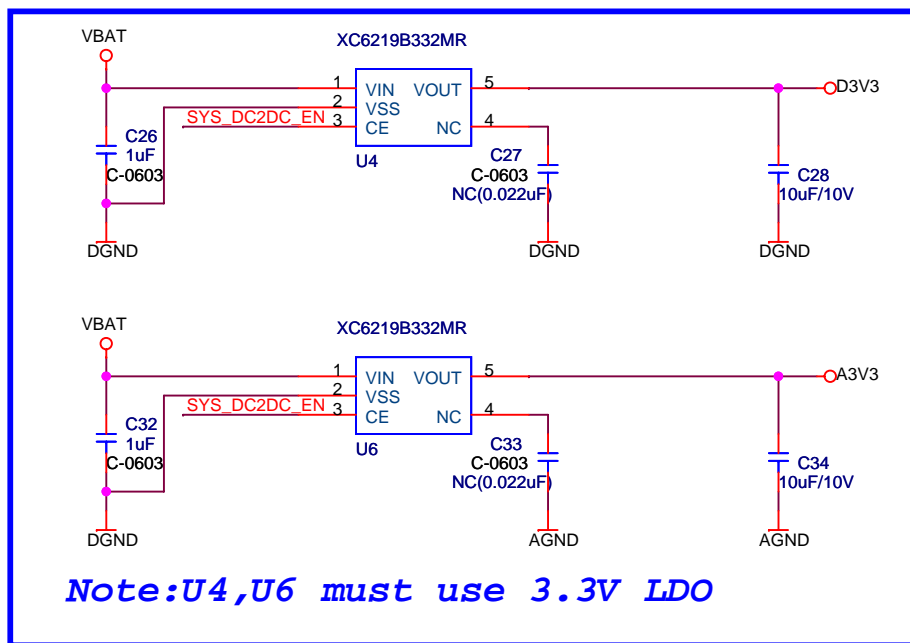 VBAT
XC6219B332MR
1 VIN VOUT 5 D3V3
2 VSS
SYS_DC2DC_EN 3 CE NC 4
C26
1uF
C-0603
U4
C27
C-0603
NC(0.022uF)
C28
10uF/10V
DGND DGND DGND
VBAT
XC6219B332MR
1 VIN VOUT 5 A3V3
2 VSS
SYS_DC2DC_EN 3 CE NC 4
C32
1uF
C-0603
U6
C33
C-0603
NC(0.022uF)
C34
10uF/10V
DGND AGND AGND
Note:U4,U6 must use 3.3V LDO